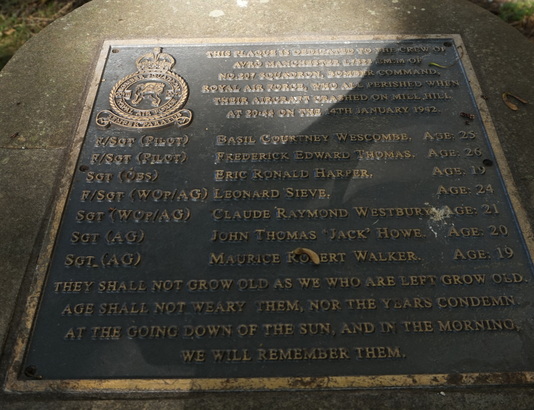 THIS PLAQUE IS DEDICATED TO THE CREW OF
AVRO MANCHESTER
NO.207 SQUADRON, BOMBER COMMAND,
ROYAL AIR FORCE, WHO ALL PERISHED WHEN
THEIR AIRCRAFT CRASHED ON MILL HILL,
ON THE 14TH JANUARY 1942.
F/SGT (PILOT) BASIL COURTNEY WESCOMBE. AGE: 25
F/SGT (PILOT) FREDERICK EDWARD THOMAS. AGE: 26
SGT (OBS) ERIC RONALD HARPER. AGE: 19
F/SGT (WOP/AG) LEONARD SIEVE. AGE: 24
SGT (WOP/AG) CLAUDE RAYMOND WESTBURY. AGE: 21
SGT (AG) JOHN THOMAS "JACK" HOWE. AGE: 20
SGT (AG) MAURICE ROBERT WALKER. AGE: 19
THEY SHALL NOT GROW OLD AS WE WHO ARE LEFT GROW OLD.
AGE SHALL NOT WEARY THEM, NOR THE YEARS CONDEMN.
AT THE GOING DOWN OF THE SUN, AND IN THE MORNING,
WE WILL REMEMBER THEM.